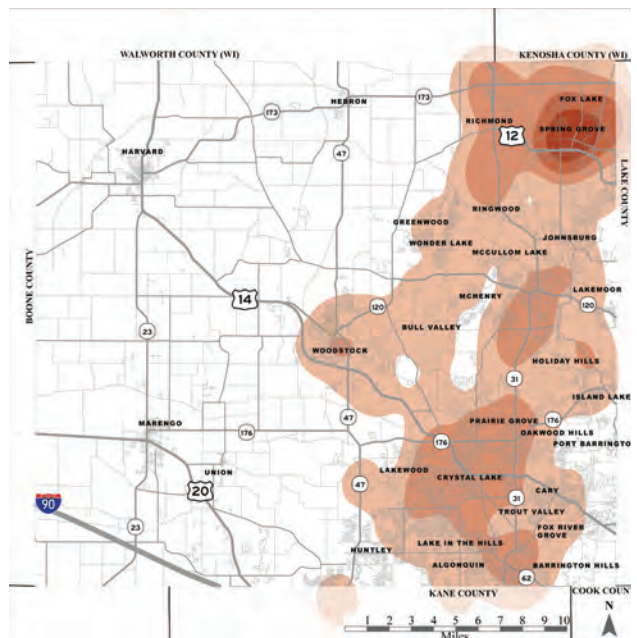 WALWORTH COUNTY (WI)
KENOSHA COUNTY (WI)
FOX LAKE
173
HEBRON
173
RICHMOND
SPRING GROVE
12
HARVARD
47
LAKE COUNTY
RINGWOOD
GREENWOOD
WONDER LAKE
JOHNSBURG
MCCULLOM LAKE
BOONE COUNTY
14
MCHENRY
LAKEMOOR
120
120
23
BULL VALLEY
WOODSTOCK
HOLIDAY HILLS
31
ISLAND LAKE
MARENGO
47
PRAIRIE GROVE
176
176
176
OAKWOOD HILLS
PORT BARRINGTON
UNION
LAKEWOOD
CRYSTAL LAKE
20
47
CARY
31
90
TROUT VALLEY
23
FOX RIVER
GROVE
LAKE IN THE HILLS
HUNTLEY
ALGONQUIN
BARRINGTON HILLS
62
KANE COUNTY
COOK COUN
N
1 2 3 4 5 6 7 8 9 10
Miles